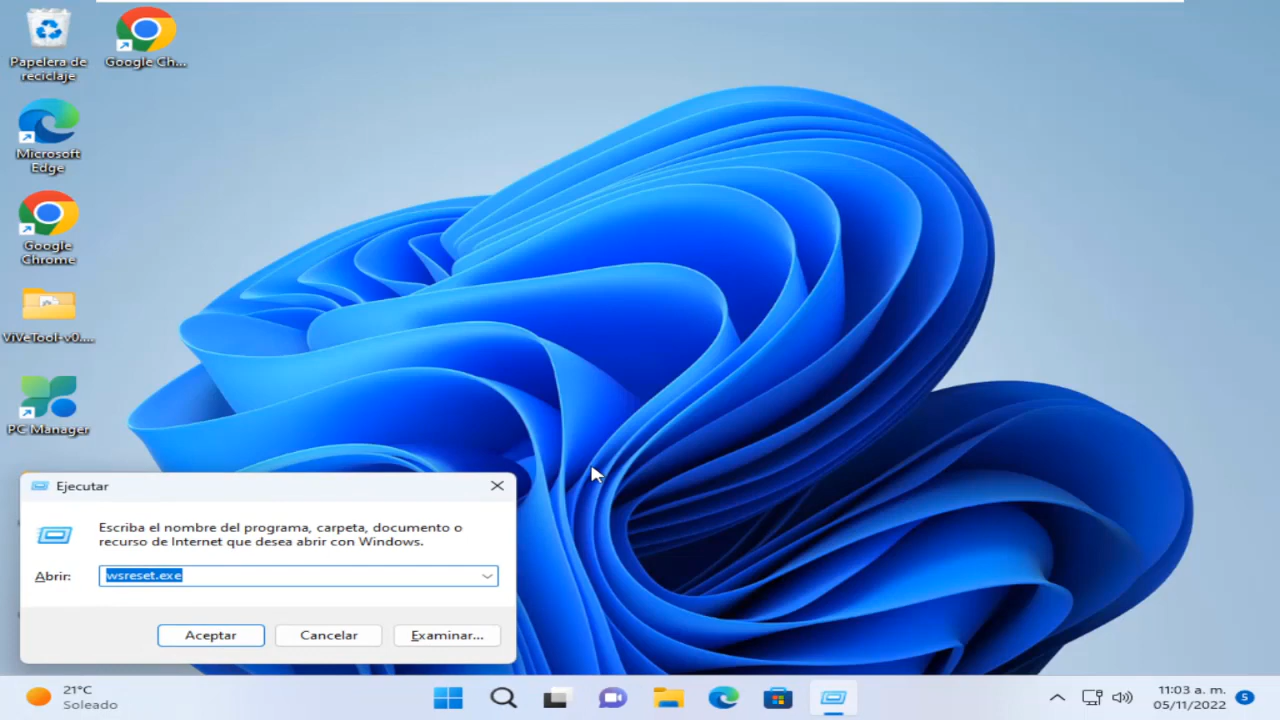 Papelera de
reciclaje
Google Ch...
Microsoft
Edge
Google
Chrome
ViVeTool-v0....
PC Manager
Ejecutar
Escriba el nombre del programa, carpeta, documento o
recurso de Internet que desea abrir con Windows.
Abrir:
wsreset.exe
Aceptar
Cancelar
Examinar...
21°C
Soleado
11:03 a. m.
05/11/2022
5